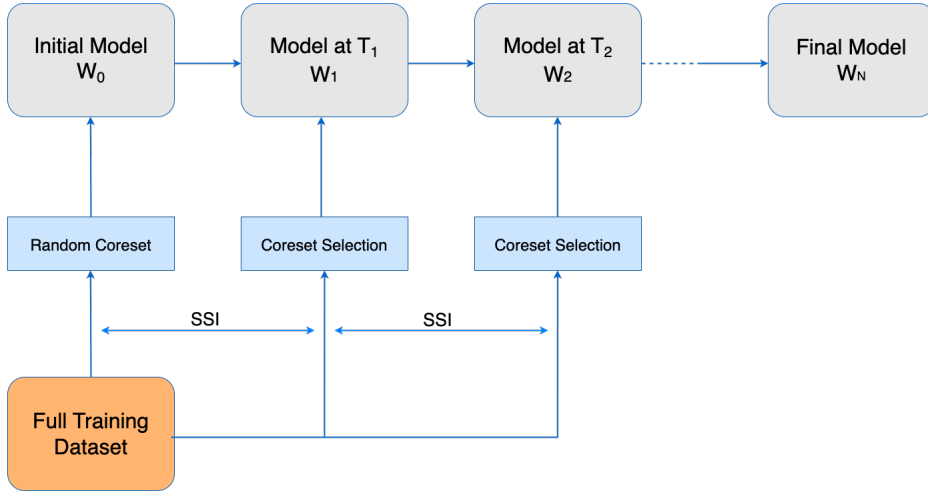 Initial Model
W₀
Model at T₁
W₁
Model at T₂
W₂
Final Model
W_N
Random Coreset
Coreset Selection
Coreset Selection
SSI
SSI
Full Training
Dataset